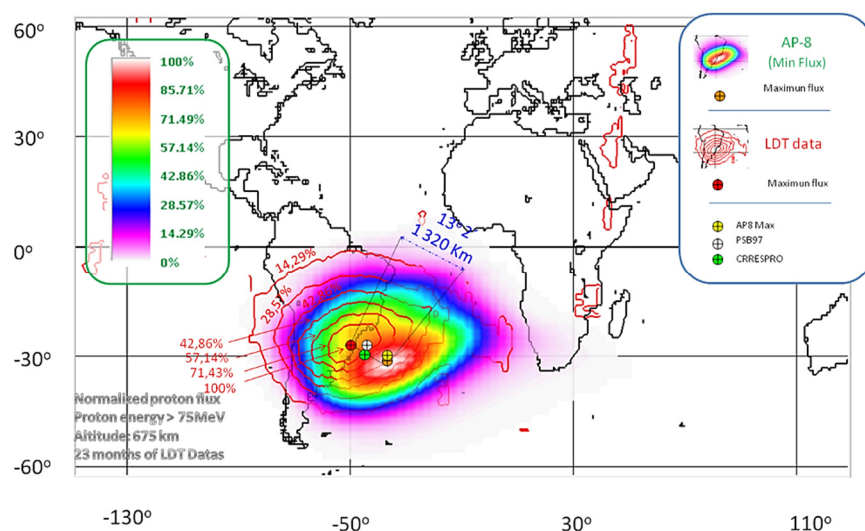 60º
30º
0º
-30º
-60º
-130º
-50º
30º
110º
100%
85.71%
71.49%
57.14%
42.86%
28.57%
14.29%
0%
AP-8
(Min Flux)
Maximun flux
LDT data
Maximun flux
AP8 Max
PSB97
CRRESPRO
13º2
1320 Km
14,29%
28,57%
42,86%
42,86%
57,14%
71,43%
100%
Normalized proton flux
Proton energy > 75MeV
Altitude: 675 km
23 months of LDT Datas